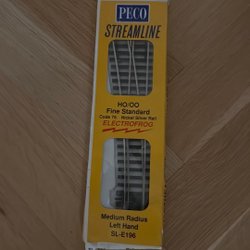 PECO
STREAMLINE
HO/OO
Fine Standard
Code 75 Nickel Silver Rail
ELECTROFROG
Medium Radius
Left Hand
SL-E196